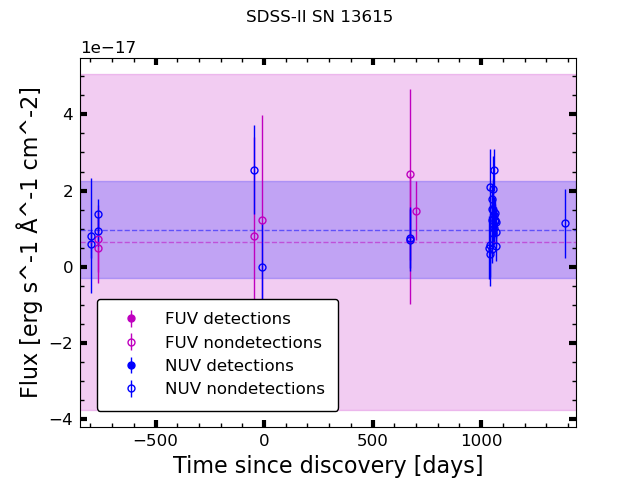 SDSS-II SN 13615
1e−17
4
2
0
−2
−4
Flux [erg s^-1 Å^-1 cm^-2]
FUV detections
FUV nondetections
NUV detections
NUV nondetections
−500 0 500 1000
Time since discovery [days]